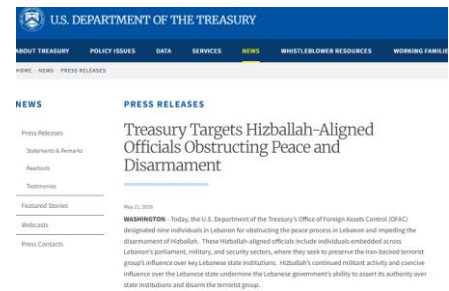 U.S. DEPARTMENT OF THE TREASURY
ABOUT TREASURY POLICY ISSUES DATA SERVICES NEWS WHISTLEBLOWER RESOURCES WORKING FAMILIE
HOME › NEWS › PRESS RELEASES
NEWS
Press Releases
Statements & Remarks
Readouts
Testimonies
Featured Stories
Webcasts
Press Contacts
PRESS RELEASES
Treasury Targets Hizballah-Aligned
Officials Obstructing Peace and
Disarmament
May 21, 2026
WASHINGTON – Today, the U.S. Department of the Treasury's Office of Foreign Assets Control (OFAC)
designated nine individuals in Lebanon for obstructing the peace process in Lebanon and impeding the
disarmament of Hizballah. These Hizballah-aligned officials include individuals embedded across
Lebanon's parliament, military, and security sectors, where they seek to preserve the Iran-backed terrorist
group's influence over key Lebanese state institutions. Hizballah's continued militant activity and coercive
influence over the Lebanese state undermine the Lebanese government's ability to assert its authority over
state institutions and disarm the terrorist group.